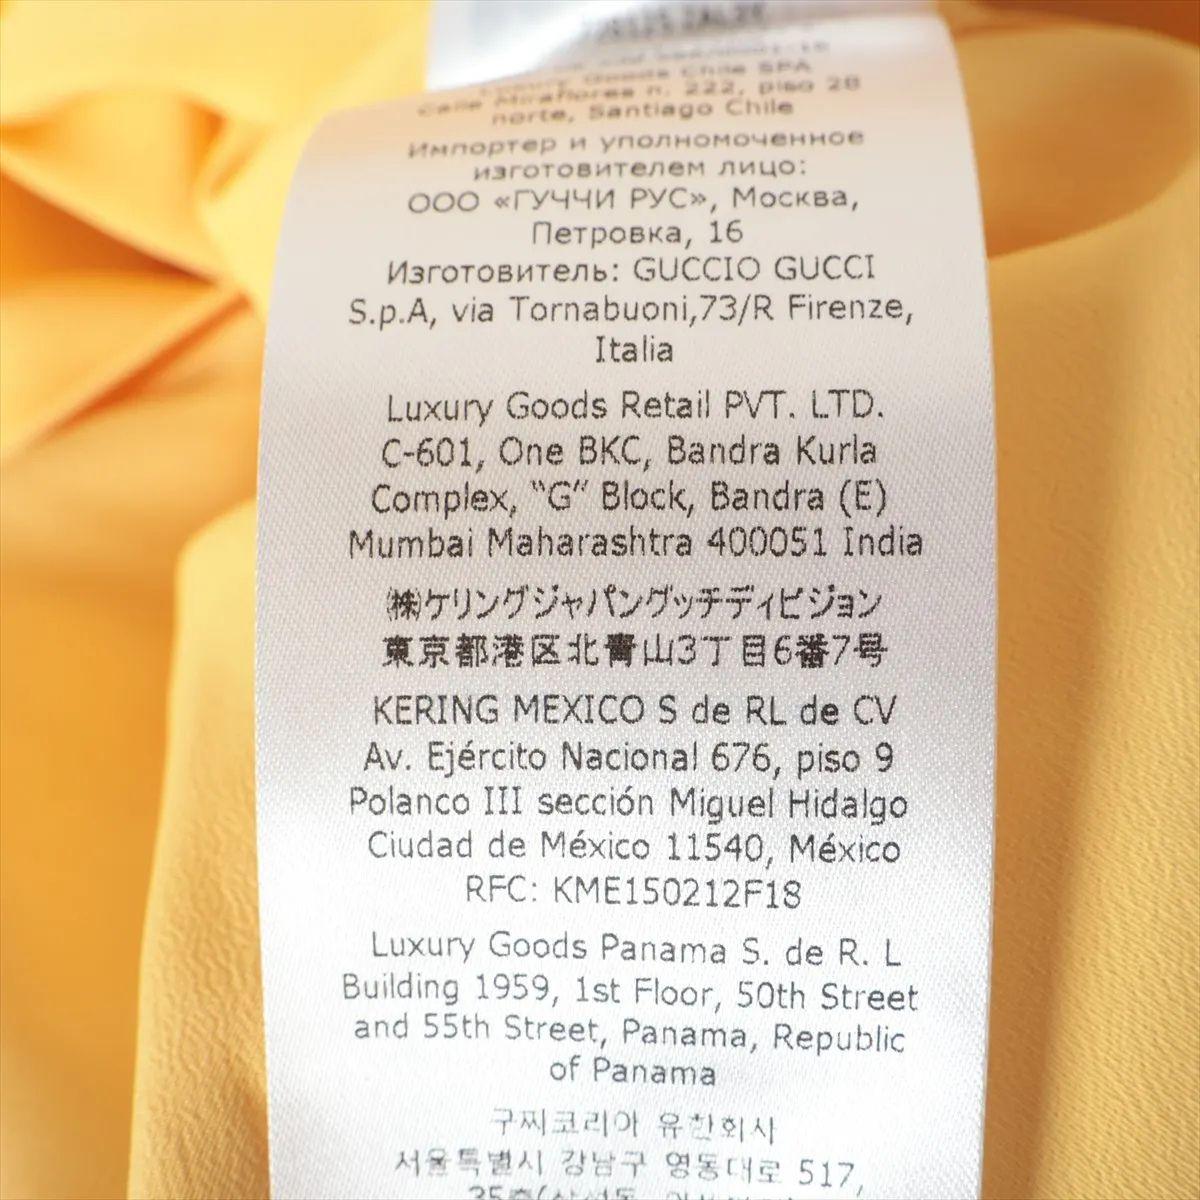 Luxury Goods Chile SPA
Calle Miraflores n. 222, piso 28
norte, Santiago Chile
Импортер и уполномоченное
изготовителем лицо:
ООО «ГУЧЧИ РУС», Москва,
Петровка, 16
Изготовитель: GUCCIO GUCCI
S.p.A, via Tornabuoni,73/R Firenze,
Italia
Luxury Goods Retail PVT. LTD.
C-601, One BKC, Bandra Kurla
Complex, “G” Block, Bandra (E)
Mumbai Maharashtra 400051 India
㈱ケリングジャパングッチディビジョン
東京都港区北青山3丁目6番7号
KERING MEXICO S de RL de CV
Av. Ejército Nacional 676, piso 9
Polanco III sección Miguel Hidalgo
Ciudad de México 11540, México
RFC: KME150212F18
Luxury Goods Panama S. de R. L
Building 1959, 1st Floor, 50th Street
and 55th Street, Panama, Republic
of Panama
구찌코리아 유한회사
서울특별시 강남구 영동대로 517,